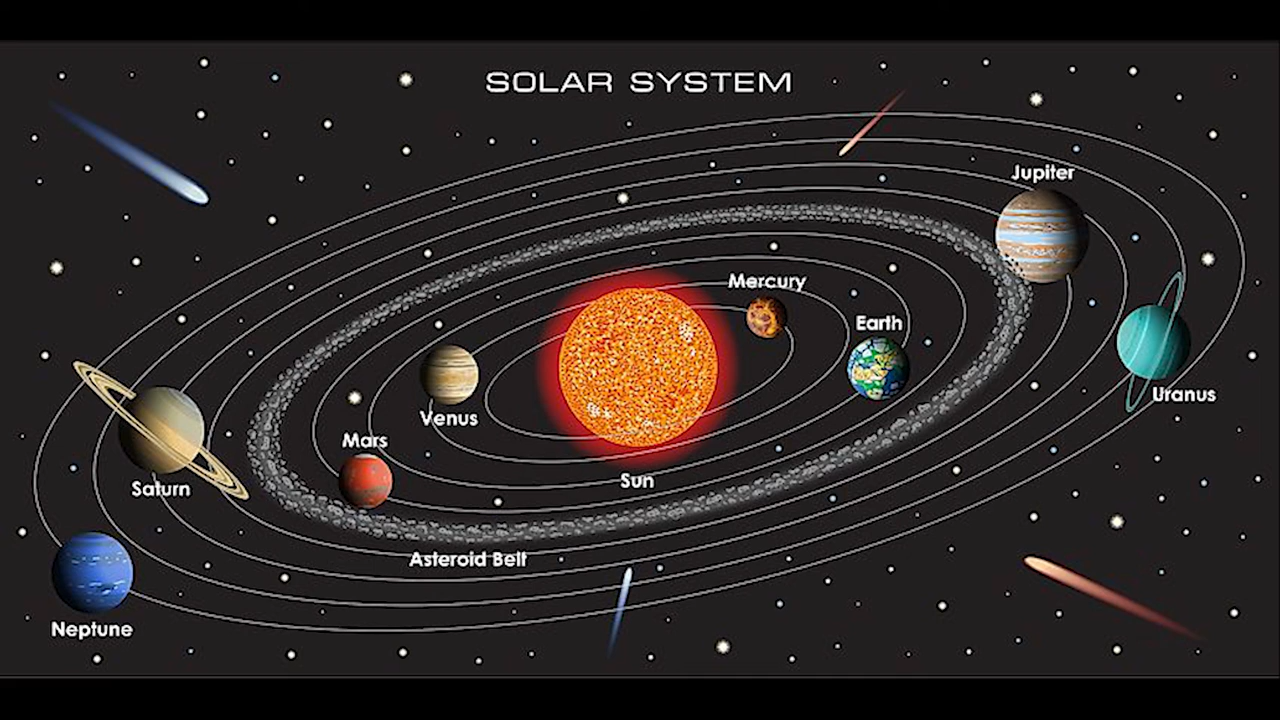 SOLAR SYSTEM
Jupiter
Mercury
Earth
Uranus
Venus
Mars
Sun
Saturn
Asteroid Belt
Neptune